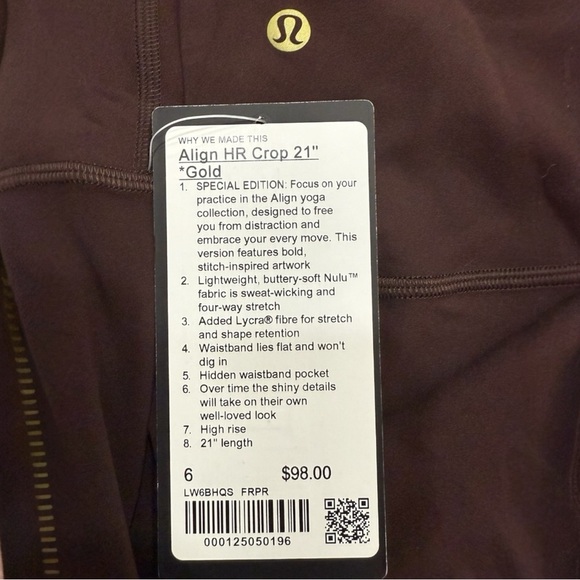 WHY WE MADE THIS
Align HR Crop 21"
*Gold
1. SPECIAL EDITION: Focus on your
practice in the Align yoga
collection, designed to free
you from distraction and
embrace your every move. This
version features bold,
stitch-inspired artwork
2. Lightweight, buttery-soft Nulu™
fabric is sweat-wicking and
four-way stretch
3. Added Lycra® fibre for stretch
and shape retention
4. Waistband lies flat and won't
dig in
5. Hidden waistband pocket
6. Over time the shiny details
will take on their own
well-loved look
7. High rise
8. 21" length
6 $98.00
LW6BHQS FRPR
000125050196